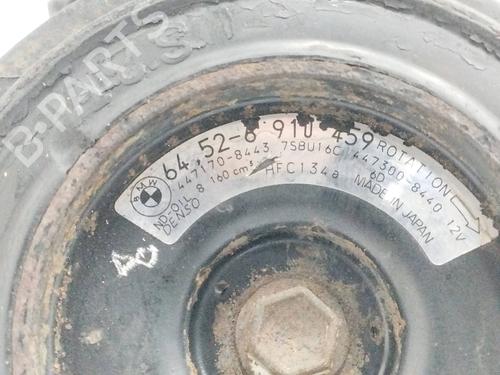 B-PARTS
BMW
64.52-6 910 459
ROTATION
447170-8443 7SBU16C 447300-8440
ND-OIL 8 160 cm³ HFC134a 6D 12V
DENSO MADE IN JAPAN